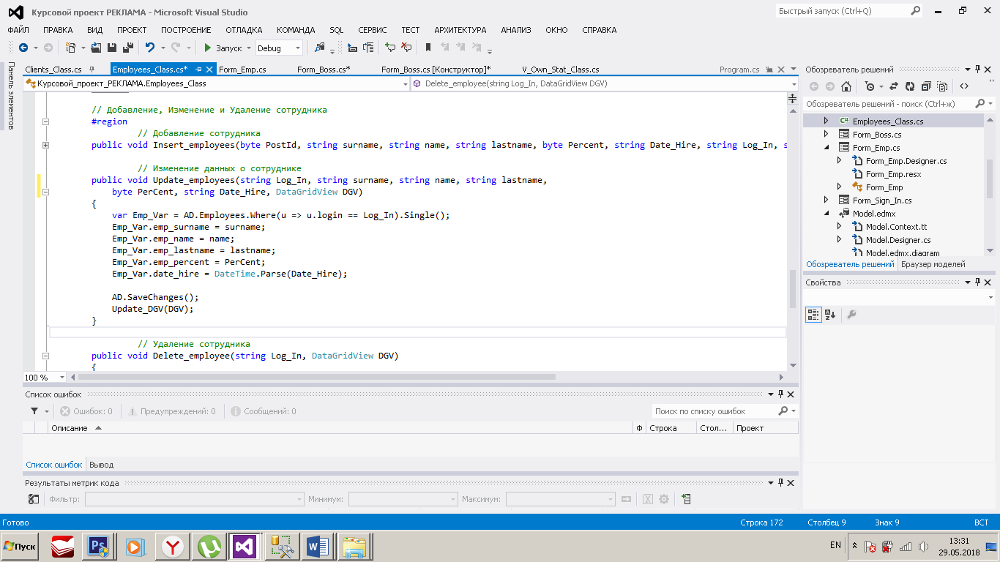 Курсовой проект РЕКЛАМА - Microsoft Visual Studio
Быстрый запуск (Ctrl+Q)
ФАЙЛ ПРАВКА ВИД ПРОЕКТ ПОСТРОЕНИЕ ОТЛАДКА КОМАНДА SQL СЕРВИС ТЕСТ АРХИТЕКТУРА АНАЛИЗ ОКНО СПРАВКА
Запуск Debug
Панель элементов
Clients_Class.cs Employees_Class.cs* Form_Emp.cs Form_Boss.cs* Form_Boss.cs [Конструктор]* V_Own_Stat_Class.cs Program.cs
Курсовой_проект_РЕКЛАМА.Employees_Class Delete_employee(string Log_In, DataGridView DGV)
// Добавление, Изменение и Удаление сотрудника
#region
// Добавление сотрудника
public void Insert_employees(byte PostId, string surname, string name, string lastname, byte Percent, string Date_Hire, string Log_In, s
// Изменение данных о сотруднике
public void Update_employees(string Log_In, string surname, string name, string lastname,
byte PerCent, string Date_Hire, DataGridView DGV)
{
var Emp_Var = AD.Employees.Where(u => u.login == Log_In).Single();
Emp_Var.emp_surname = surname;
Emp_Var.emp_name = name;
Emp_Var.emp_lastname = lastname;
Emp_Var.emp_percent = PerCent;
Emp_Var.date_hire = DateTime.Parse(Date_Hire);
AD.SaveChanges();
Update_DGV(DGV);
}
// Удаление сотрудника
public void Delete_employee(string Log_In, DataGridView DGV)
{
100 %
Обозреватель решений
Обозреватель решений - поиск (Ctrl+ж)
Employees_Class.cs
Form_Boss.cs
Form_Emp.cs
Form_Emp.Designer.cs
Form_Emp.resx
Form_Emp
Form_Sign_In.cs
Model.edmx
Model.Context.tt
Model.Designer.cs
Model.edmx.diagram
Обозреватель решений Браузер моделей
Свойства
Список ошибок
Ошибок: 0 Предупреждений: 0 Сообщений: 0 Поиск по списку ошибок
Описание Ф Строка Стол... Проект
Список ошибок Вывод
Результаты метрик кода
Фильтр: Минимум: Максимум:
Готово Строка 172 Столбец 9 Знак 9 ВСТ
Пуск EN 13:31
29.05.2018